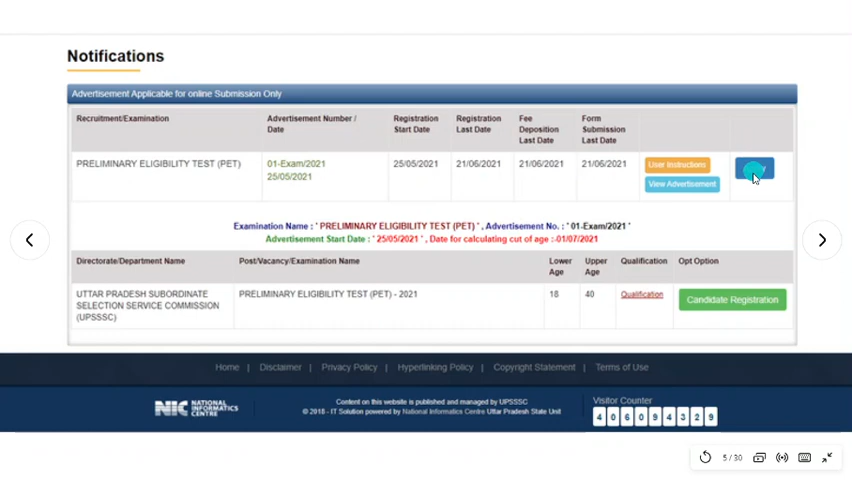 Notifications
Advertisement Applicable for online Submission Only
Recruitment/Examination
Advertisement Number /
Date
Registration
Start Date
Registration
Last Date
Fee
Deposition
Last Date
Form
Submission
Last Date
PRELIMINARY ELIGIBILITY TEST (PET)
01-Exam/2021
25/05/2021
25/05/2021
21/06/2021
21/06/2021
21/06/2021
User Instructions
View Advertisement
Examination Name : ' PRELIMINARY ELIGIBILITY TEST (PET) ' , Advertisement No. : ' 01-Exam/2021 '
Advertisement Start Date : ' 25/05/2021 ' , Date for calculating cut of age :-01/07/2021
Directorate/Department Name
Post/Vacancy/Examination Name
Lower
Age
Upper
Age
Qualification
Opt Option
UTTAR PRADESH SUBORDINATE
SELECTION SERVICE COMMISSION
(UPSSSC)
PRELIMINARY ELIGIBILITY TEST (PET) - 2021
18
40
Qualification
Candidate Registration
Home | Disclaimer | Privacy Policy | Hyperlinking Policy | Copyright Statement | Terms of Use
NIC NATIONAL
INFORMATICS
CENTRE
Content on this website is published and managed by UPSSSC
© 2018 - IT Solution powered by National Informatics Centre Uttar Pradesh State Unit
Visitor Counter
4 0 6 0 9 4 3 2 9
5 / 30